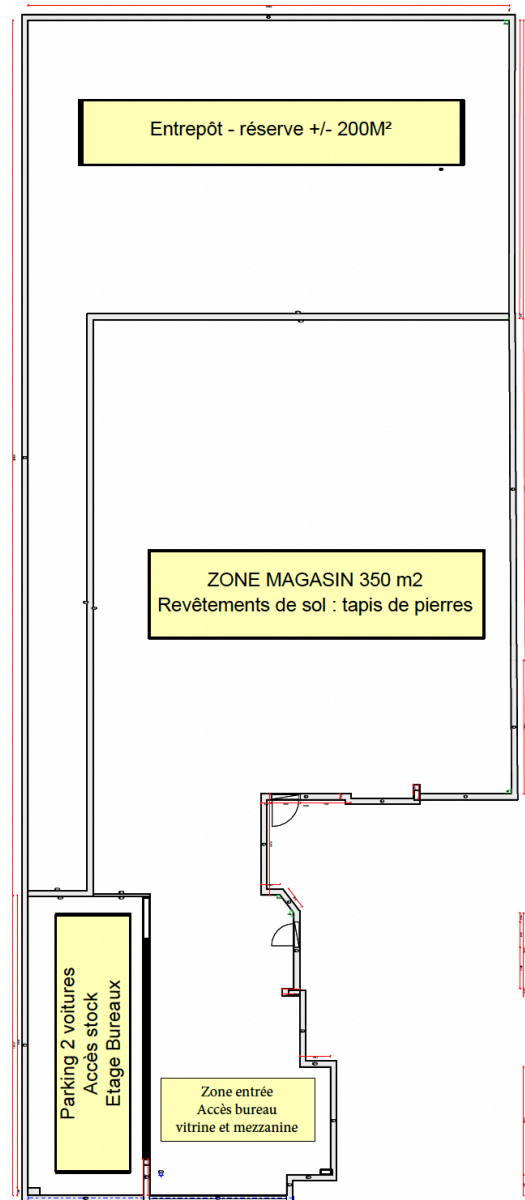 Entrepôt - réserve +/- 200M²
ZONE MAGASIN 350 m2
Revêtements de sol : tapis de pierres
Parking 2 voitures
Accès stock
Etage Bureaux
Zone entrée
Accès bureau
vitrine et mezzanine